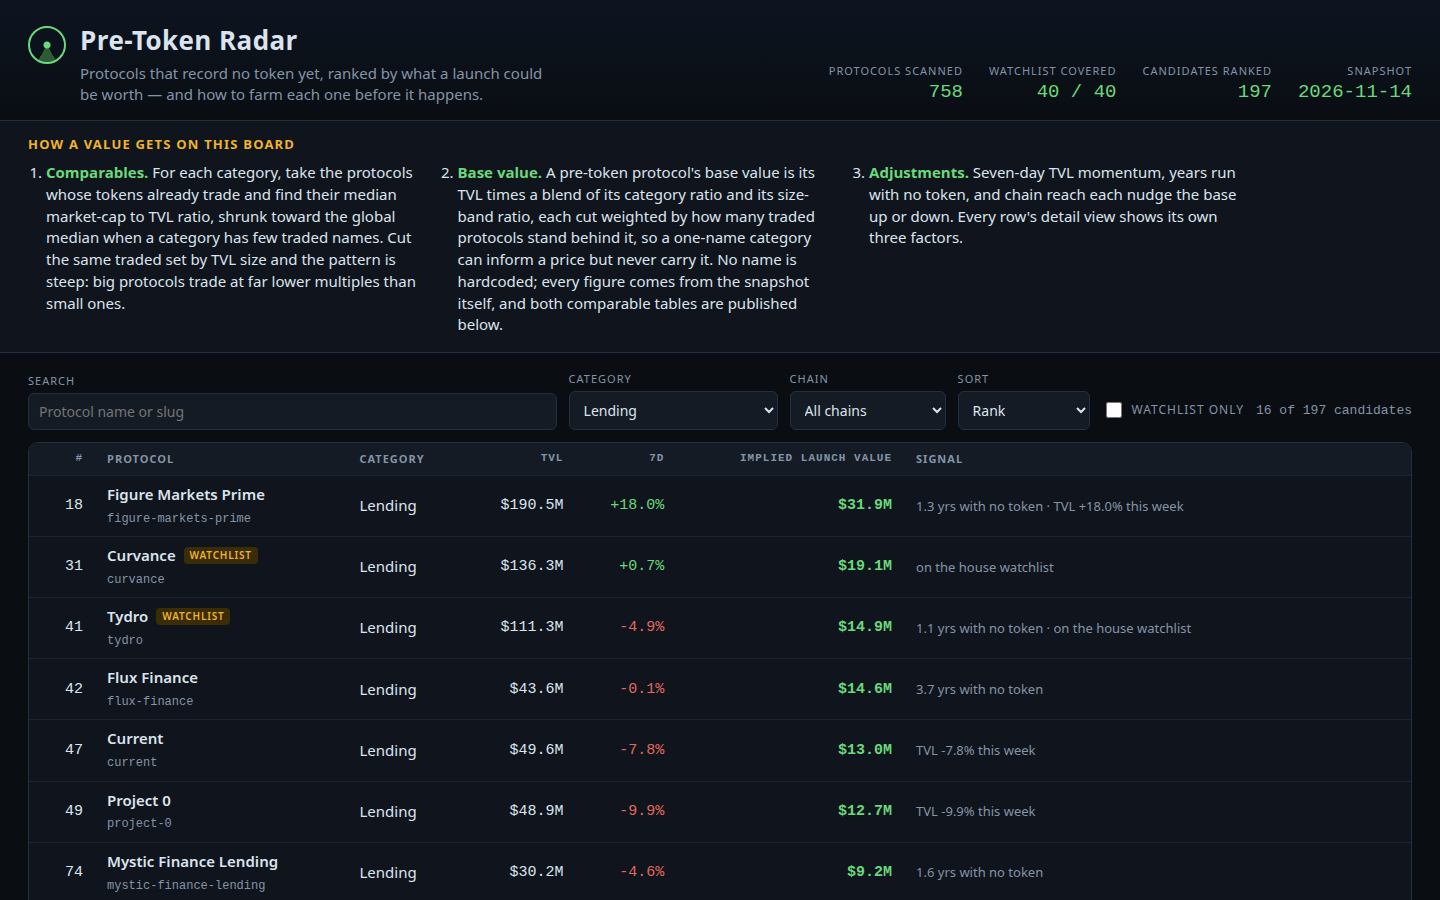 Pre-Token Radar
Protocols that record no token yet, ranked by what a launch could
be worth — and how to farm each one before it happens.
PROTOCOLS SCANNED
758
WATCHLIST COVERED
40 / 40
CANDIDATES RANKED
197
SNAPSHOT
2026-11-14
HOW A VALUE GETS ON THIS BOARD
1. Comparables. For each category, take the protocols
whose tokens already trade and find their median
market-cap to TVL ratio, shrunk toward the global
median when a category has few traded names. Cut
the same traded set by TVL size and the pattern is
steep: big protocols trade at far lower multiples than
small ones.
2. Base value. A pre-token protocol's base value is its
TVL times a blend of its category ratio and its size-
band ratio, each cut weighted by how many traded
protocols stand behind it, so a one-name category
can inform a price but never carry it. No name is
hardcoded; every figure comes from the snapshot
itself, and both comparable tables are published
below.
3. Adjustments. Seven-day TVL momentum, years run
with no token, and chain reach each nudge the base
up or down. Every row's detail view shows its own
three factors.
SEARCH
Protocol name or slug
CATEGORY
Lending
CHAIN
All chains
SORT
Rank
WATCHLIST ONLY
16 of 197 candidates
# PROTOCOL CATEGORY TVL 7D IMPLIED LAUNCH VALUE SIGNAL
18 Figure Markets Prime Lending $190.5M +18.0% $31.9M 1.3 yrs with no token · TVL +18.0% this week
figure-markets-prime
31 Curvance WATCHLIST Lending $136.3M +0.7% $19.1M on the house watchlist
curvance
41 Tydro WATCHLIST Lending $111.3M -4.9% $14.9M 1.1 yrs with no token · on the house watchlist
tydro
42 Flux Finance Lending $43.6M -0.1% $14.6M 3.7 yrs with no token
flux-finance
47 Current Lending $49.6M -7.8% $13.0M TVL -7.8% this week
current
49 Project 0 Lending $48.9M -9.9% $12.7M TVL -9.9% this week
project-0
74 Mystic Finance Lending Lending $30.2M -4.6% $9.2M 1.6 yrs with no token
mystic-finance-lending